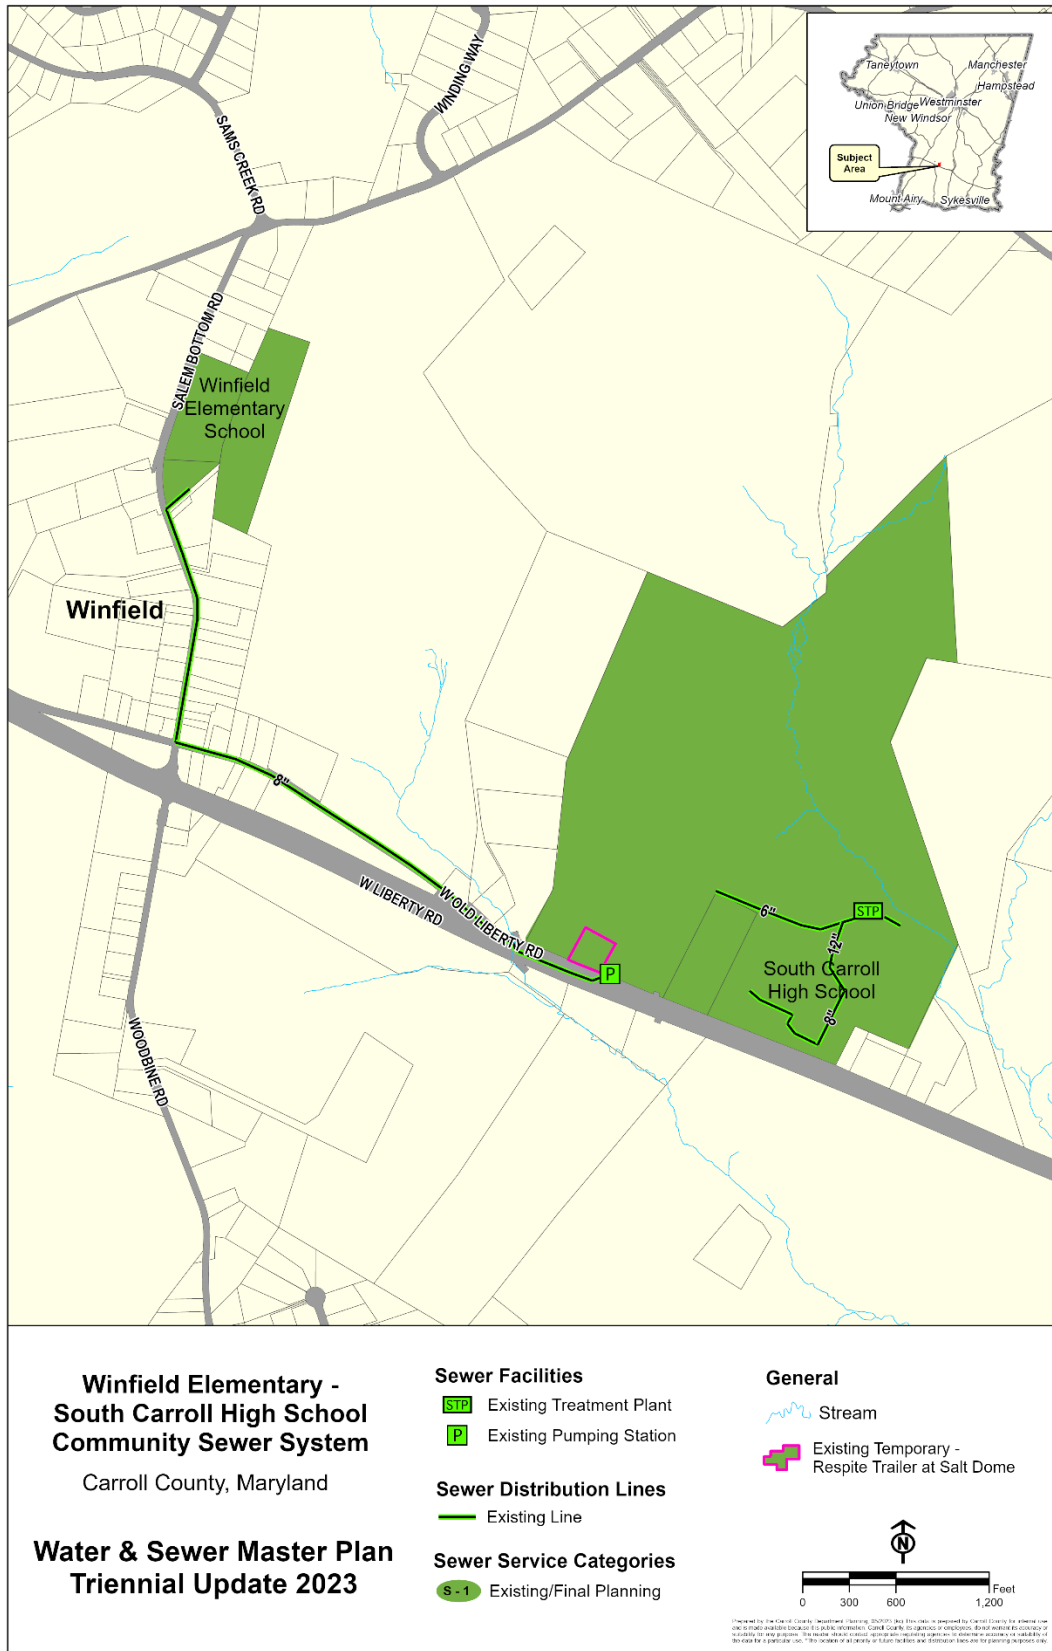 WINDING WAY
SAMS CREEK RD
SALEM BOTTOM RD
Taneytown
Manchester
Hampstead
Union Bridge
Westminster
New Windsor
Subject
Area
Mount Airy
Sykesville
Winfield
Elementary
School
Winfield
8"
W LIBERTY RD
W OLD LIBERTY RD
WOODBINE RD
P
6"
STP
12"
South Carroll
High School
8"
Winfield Elementary -
South Carroll High School
Community Sewer System
Carroll County, Maryland
Water & Sewer Master Plan
Triennial Update 2023
Sewer Facilities
STP Existing Treatment Plant
P Existing Pumping Station
Sewer Distribution Lines
Existing Line
Sewer Service Categories
S - 1 Existing/Final Planning
General
Stream
Existing Temporary -
Respite Trailer at Salt Dome
N
0 300 600 1,200
Feet